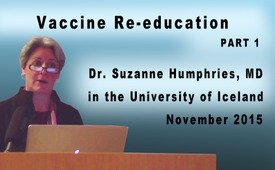 Vaccine Re-education
PART 1
Dr. Suzanne Humphries, MD
in the University of Iceland
November 2015